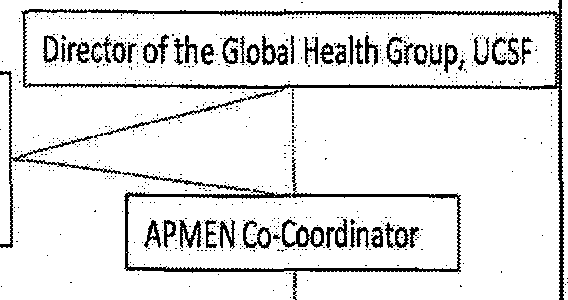 Director of the Global Health Group, UCSF
APMEN Co-Coordinator